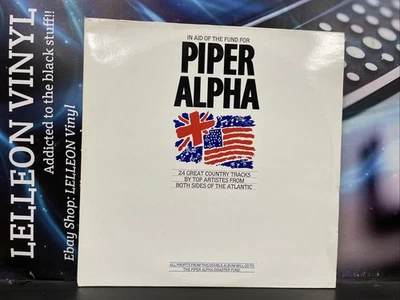 LELLEON VINYL
Addicted to the black stuff!!
Ebay Shop: LELLEON Vinyl
IN AID OF THE FUND FOR
PIPER
ALPHA
24 GREAT COUNTRY TRACKS
BY TOP ARTISTES FROM
BOTH SIDES OF THE ATLANTIC
ALL PROFITS FROM THIS DOUBLE ALBUM WILL GO TO
THE PIPER ALPHA DISASTER FUND